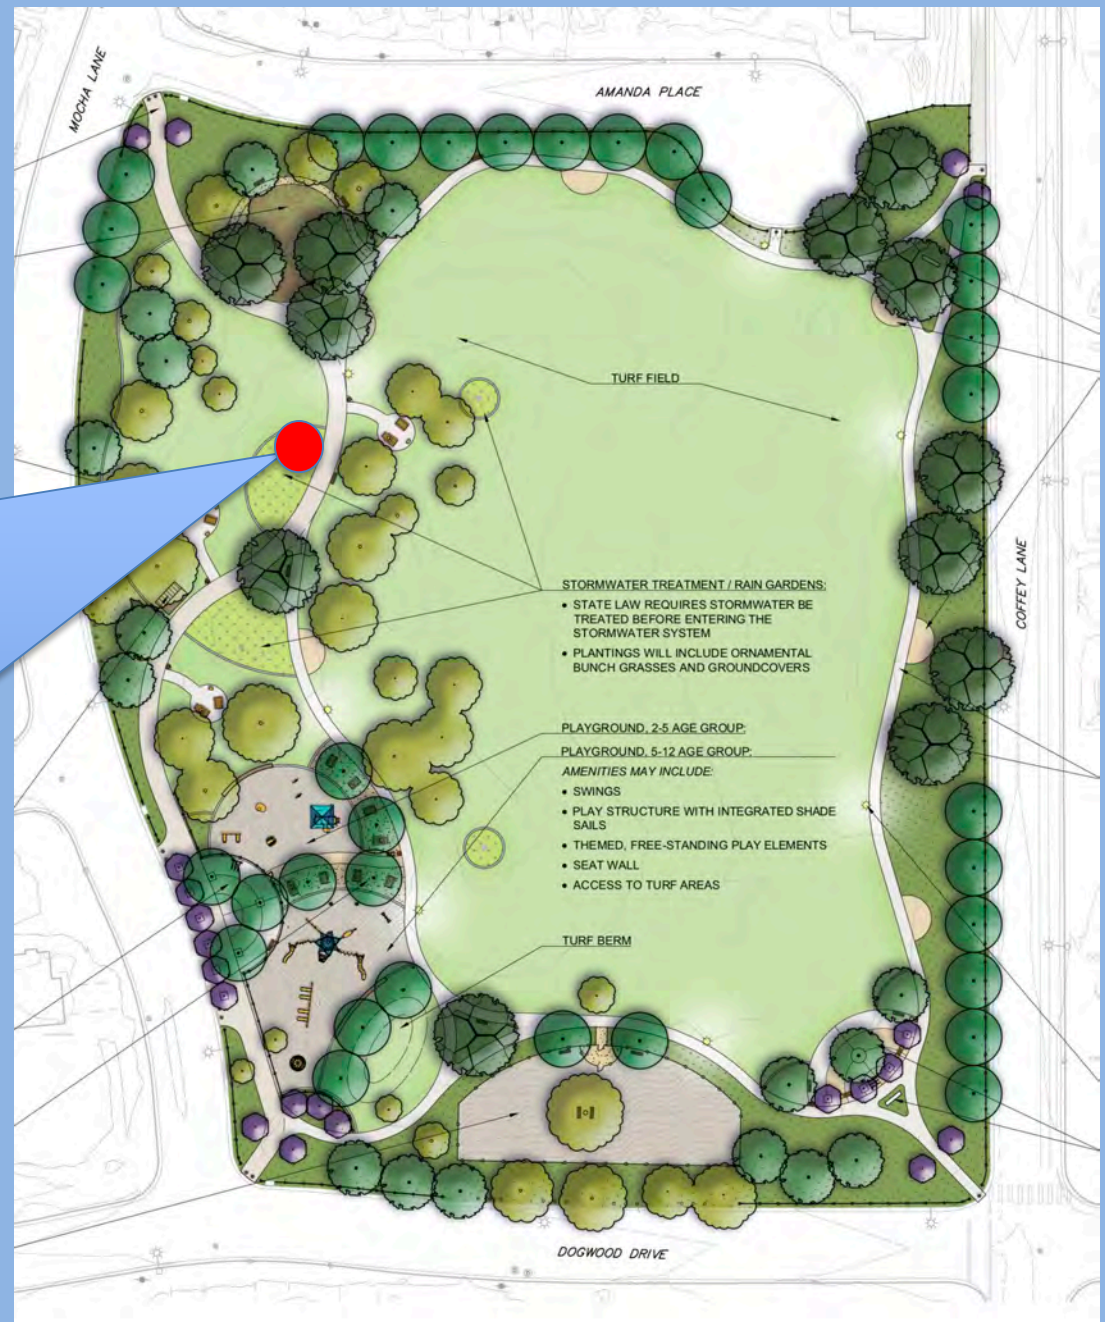 MOCHA LANE
AMANDA PLACE
TURF FIELD
COFFEY LANE
STORMWATER TREATMENT / RAIN GARDENS:
• STATE LAW REQUIRES STORMWATER BE
TREATED BEFORE ENTERING THE
STORMWATER SYSTEM
• PLANTINGS WILL INCLUDE ORNAMENTAL
BUNCH GRASSES AND GROUNDCOVERS
PLAYGROUND, 2-5 AGE GROUP:
PLAYGROUND, 5-12 AGE GROUP:
AMENITIES MAY INCLUDE:
• SWINGS
• PLAY STRUCTURE WITH INTEGRATED SHADE
SAILS
• THEMED, FREE-STANDING PLAY ELEMENTS
• SEAT WALL
• ACCESS TO TURF AREAS
TURF BERM
DOGWOOD DRIVE